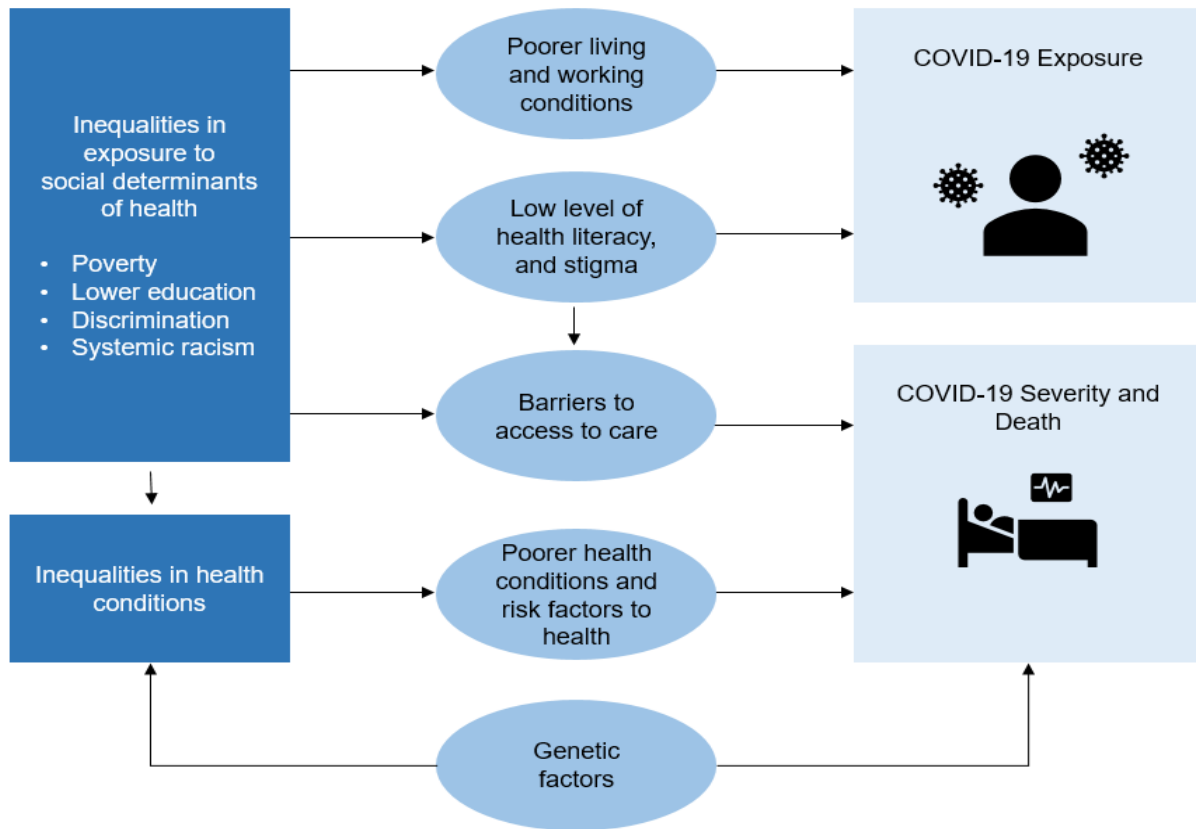 Inequalities in
exposure to
social determinants
of health
• Poverty
• Lower education
• Discrimination
• Systemic racism
Inequalities in health
conditions
Poorer living
and working
conditions
Low level of
health literacy,
and stigma
Barriers to
access to care
Poorer health
conditions and
risk factors to
health
Genetic
factors
COVID-19 Exposure
COVID-19 Severity and
Death